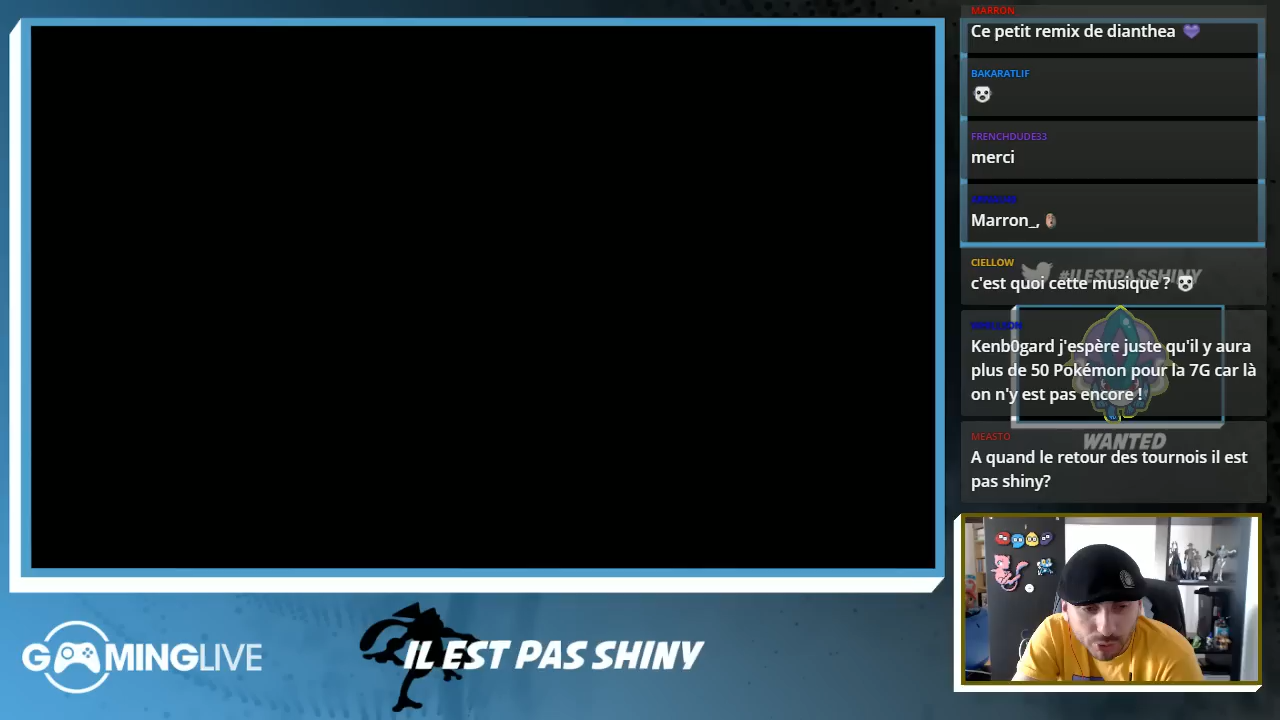 MARRON
Ce petit remix de dianthea
BAKARATLIF
FRENCHDUDE33
merci
Marron_,
CIELLOW
#ILESTPASSHINY
c'est quoi cette musique ?
Kenb0gard j'espère juste qu'il y aura
plus de 50 Pokémon pour la 7G car là
on n'y est pas encore !
WANTED
MEASTO
A quand le retour des tournois il est
pas shiny?
GAMINGLIVE
IL EST PAS SHINY